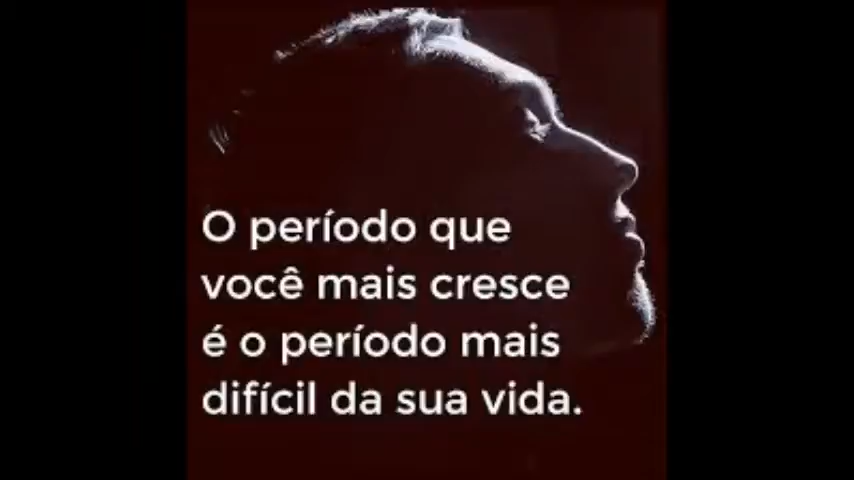 O período que
você mais cresce
é o período mais
difícil da sua vida.